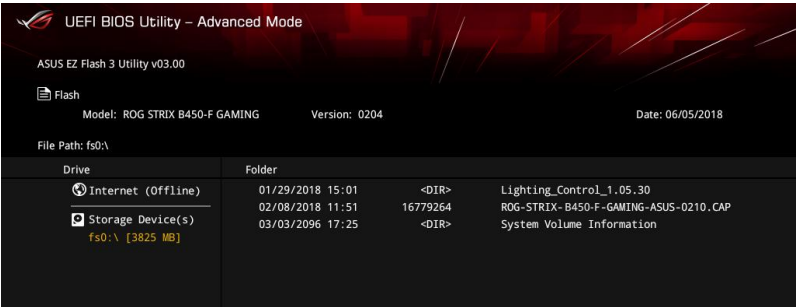 UEFI BIOS Utility – Advanced Mode
ASUS EZ Flash 3 Utility v03.00
Flash
Model: ROG STRIX B450-F GAMING Version: 0204 Date: 06/05/2018
File Path: fs0:\
Drive Folder
Internet (Offline) 01/29/2018 15:01 <DIR> Lighting_Control_1.05.30
02/08/2018 11:51 16779264 ROG-STRIX-B450-F-GAMING-ASUS-0210.CAP
Storage Device(s) 03/03/2096 17:25 <DIR> System Volume Information
fs0:\ [3825 MB]